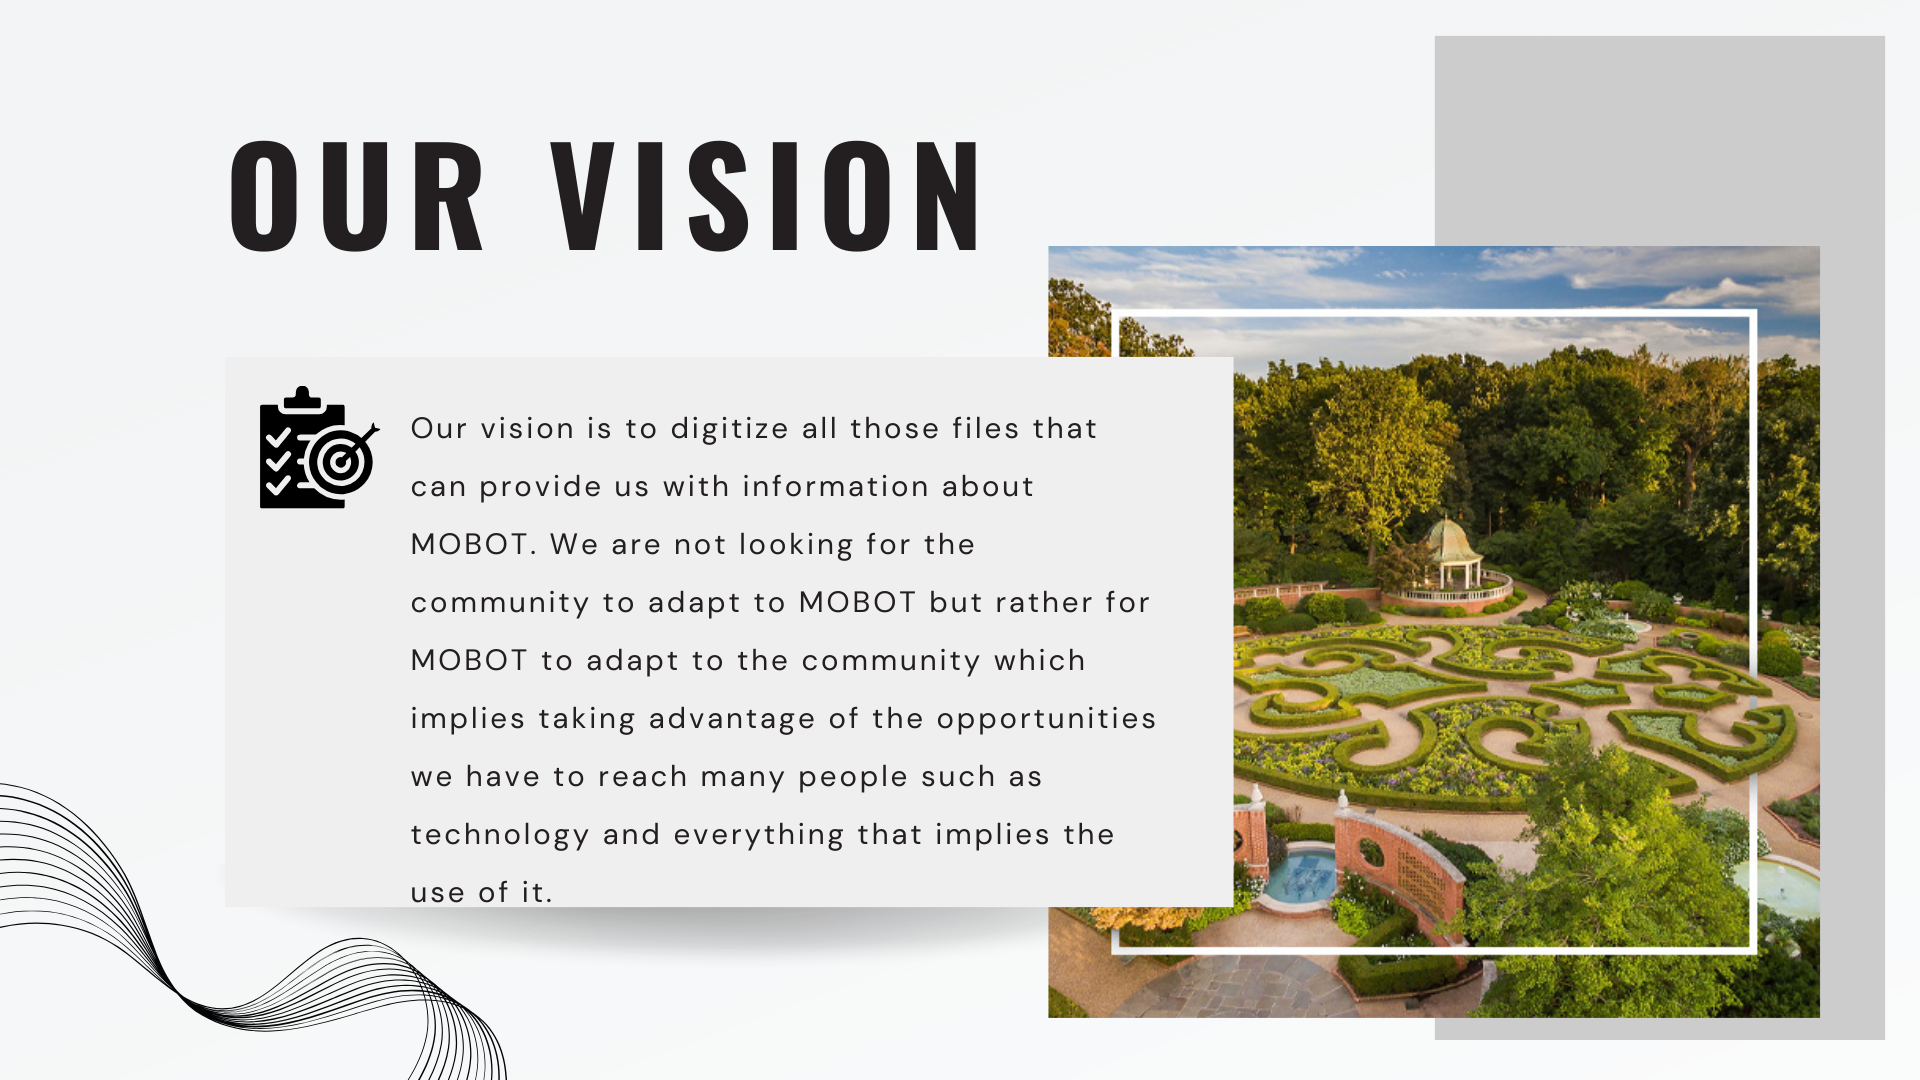 OUR VISION
Our vision is to digitize all those files that
can provide us with information about
MOBOT. We are not looking for the
community to adapt to MOBOT but rather for
MOBOT to adapt to the community which
implies taking advantage of the opportunities
we have to reach many people such as
technology and everything that implies the
use of it.